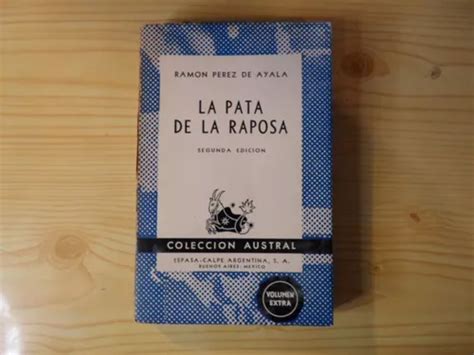 RAMON PEREZ DE AYALA
LA PATA
DE LA RAPOSA
SEGUNDA EDICION
COLECCION AUSTRAL
ESPASA-CALPE ARGENTINA, S. A.
BUENOS AIRES-MEXICO
VOLUMEN
EXTRA